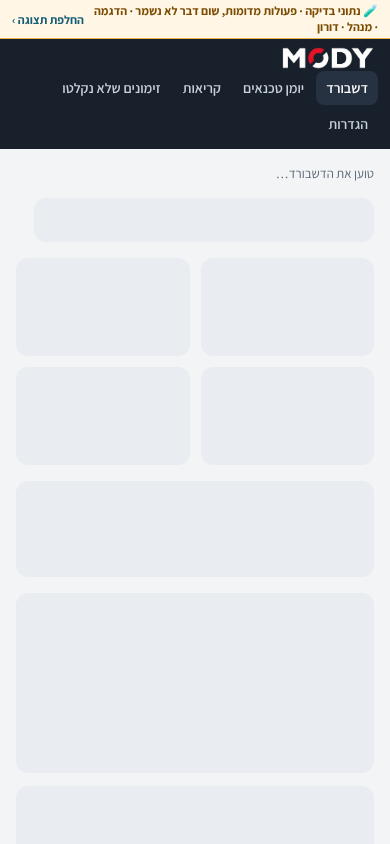 🧪 נתוני בדיקה · פעולות מדומות, שום דבר לא נשמר · הדגמה
· מנהל · דורון
החלפת תצוגה ›
MODY
דשבורד
יומן טכנאים
קריאות
זימונים שלא נקלטו
הגדרות
טוען את הדשבורד...